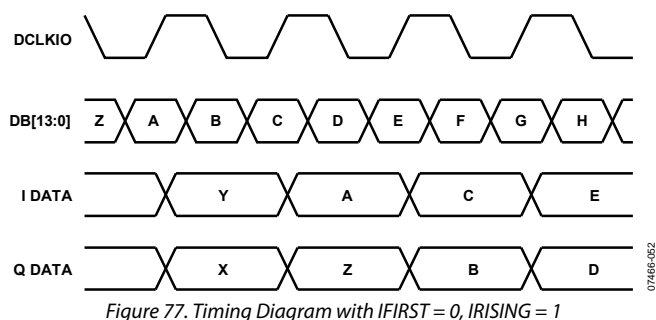 DCLKIO
DB[13:0] Z A B C D E F G H
I DATA Y A C E
Q DATA X Z B D
07466-052
Figure 77. Timing Diagram with IFIRST = 0, IRISING = 1